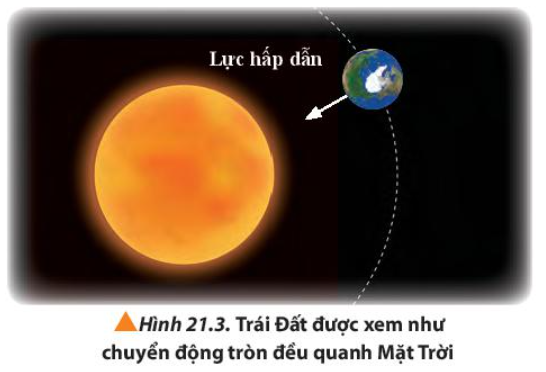 Lực hấp dẫn
Hình 21.3. Trái Đất được xem như
chuyển động tròn đều quanh Mặt Trời